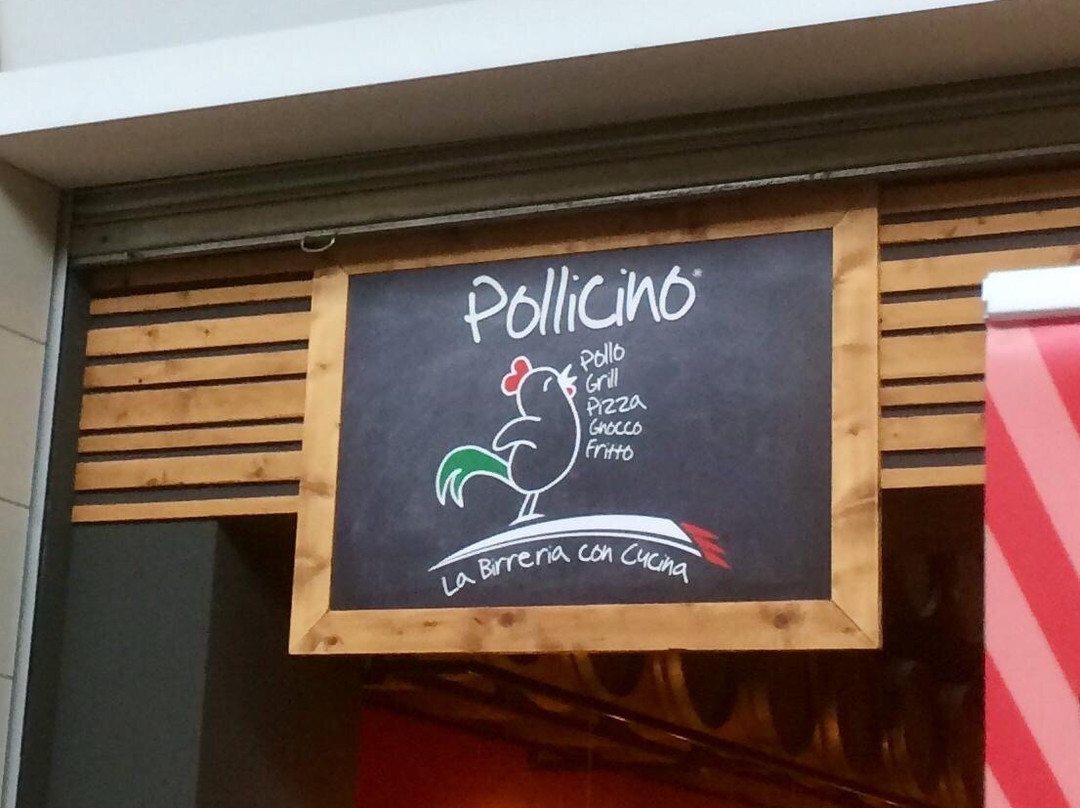 Pollicino*
Pollo
Grill
Pizza
Gnocco
Fritto
La Birreria con Cucina